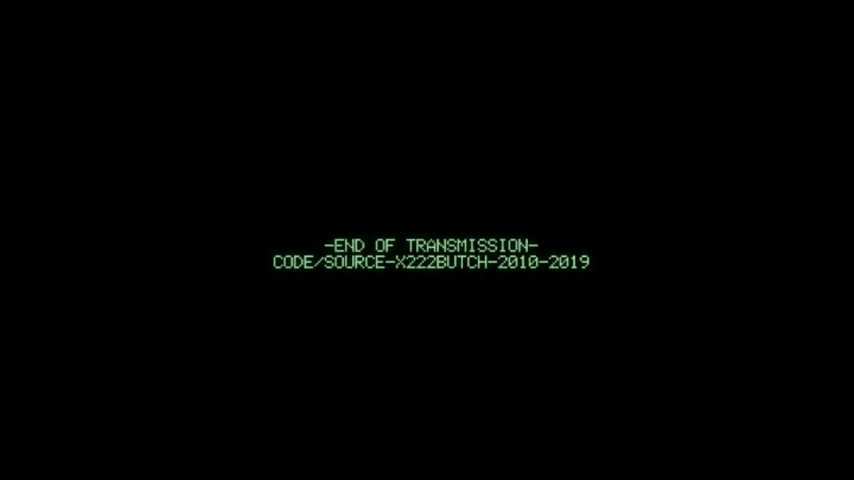 -END OF TRANSMISSION-
CODE/SOURCE-X222BUTCH-2010-2019